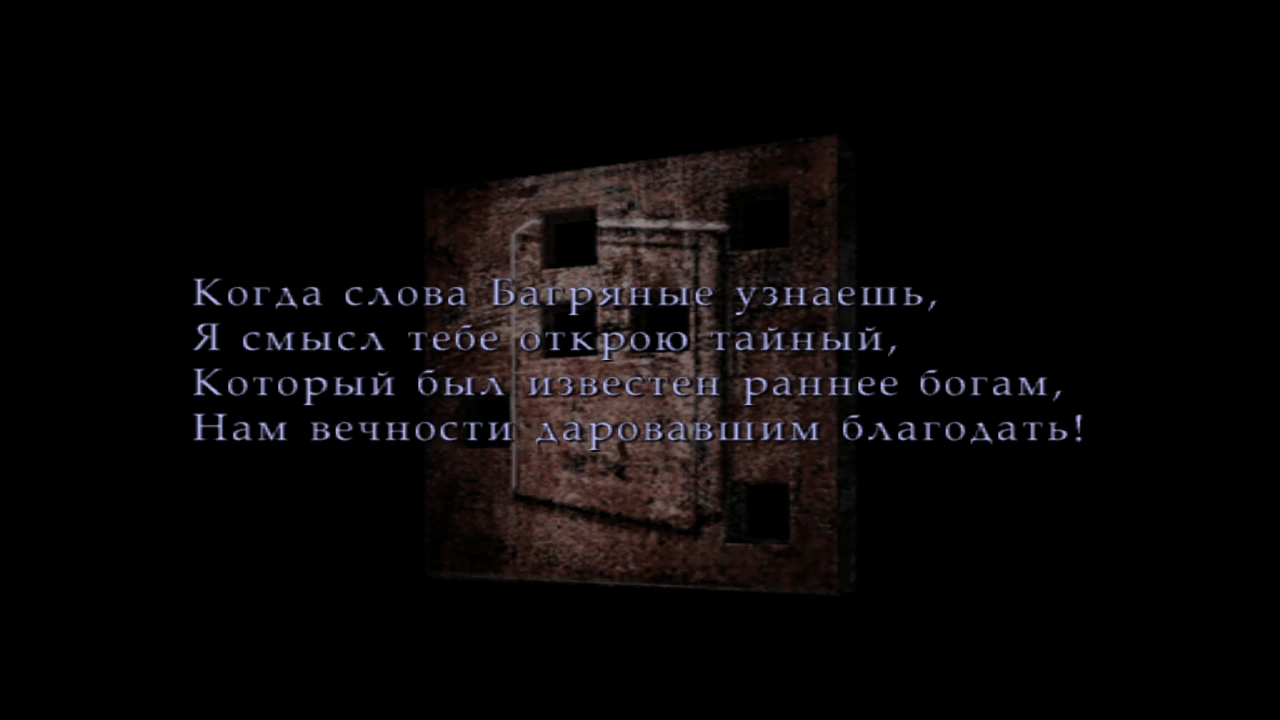 Когда слова Багряные узнаешь,
Я смысл тебе открою тайный,
Который был известен раннее богам,
Нам вечности даровавшим благодать!